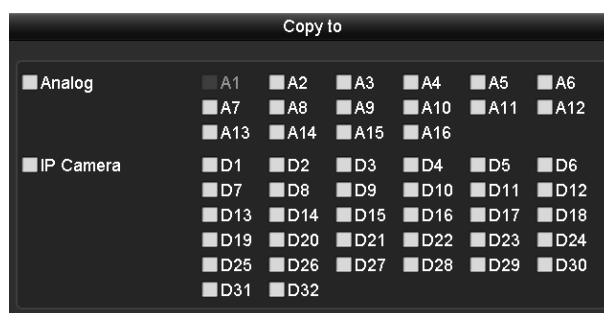 Copy to
Analog A1 A2 A3 A4 A5 A6
A7 A8 A9 A10 A11 A12
A13 A14 A15 A16
IP Camera D1 D2 D3 D4 D5 D6
D7 D8 D9 D10 D11 D12
D13 D14 D15 D16 D17 D18
D19 D20 D21 D22 D23 D24
D25 D26 D27 D28 D29 D30
D31 D32